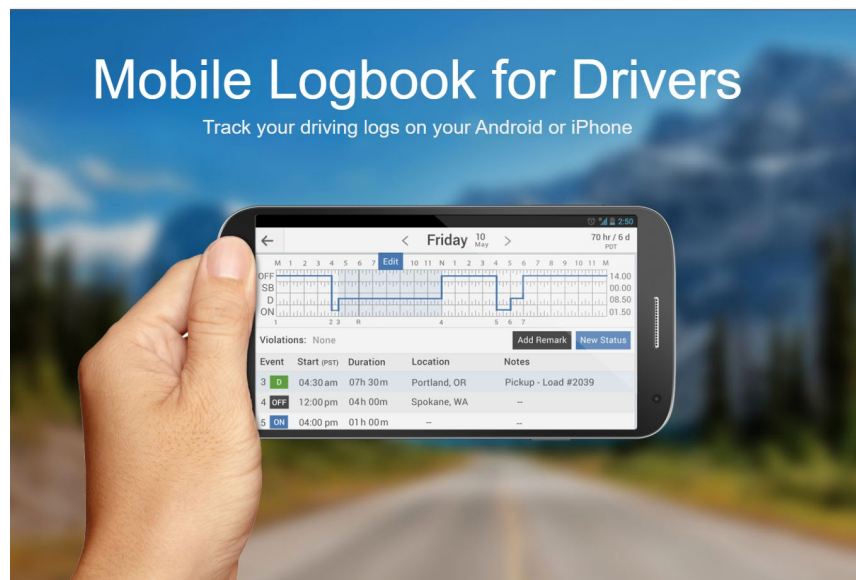 Mobile Logbook for Drivers
Track your driving logs on your Android or iPhone
2:50
< Friday 10 May >
70 hr / 6 d
PDT
M 1 2 3 4 5 6 7 Edit 10 11 N 1 2 3 4 5 6 7 8 9 10 11 M
OFF 14.00
SB 00.00
D 08.50
ON 01.50
1 2 3 R 4 5 6 7
Violations: None
Add Remark New Status
Event Start (PST) Duration Location Notes
3 D 04:30 am 07h 30m Portland, OR Pickup - Load #2039
4 OFF 12:00 pm 04h 00m Spokane, WA --
5 ON 04:00 pm 01h 00m -- --